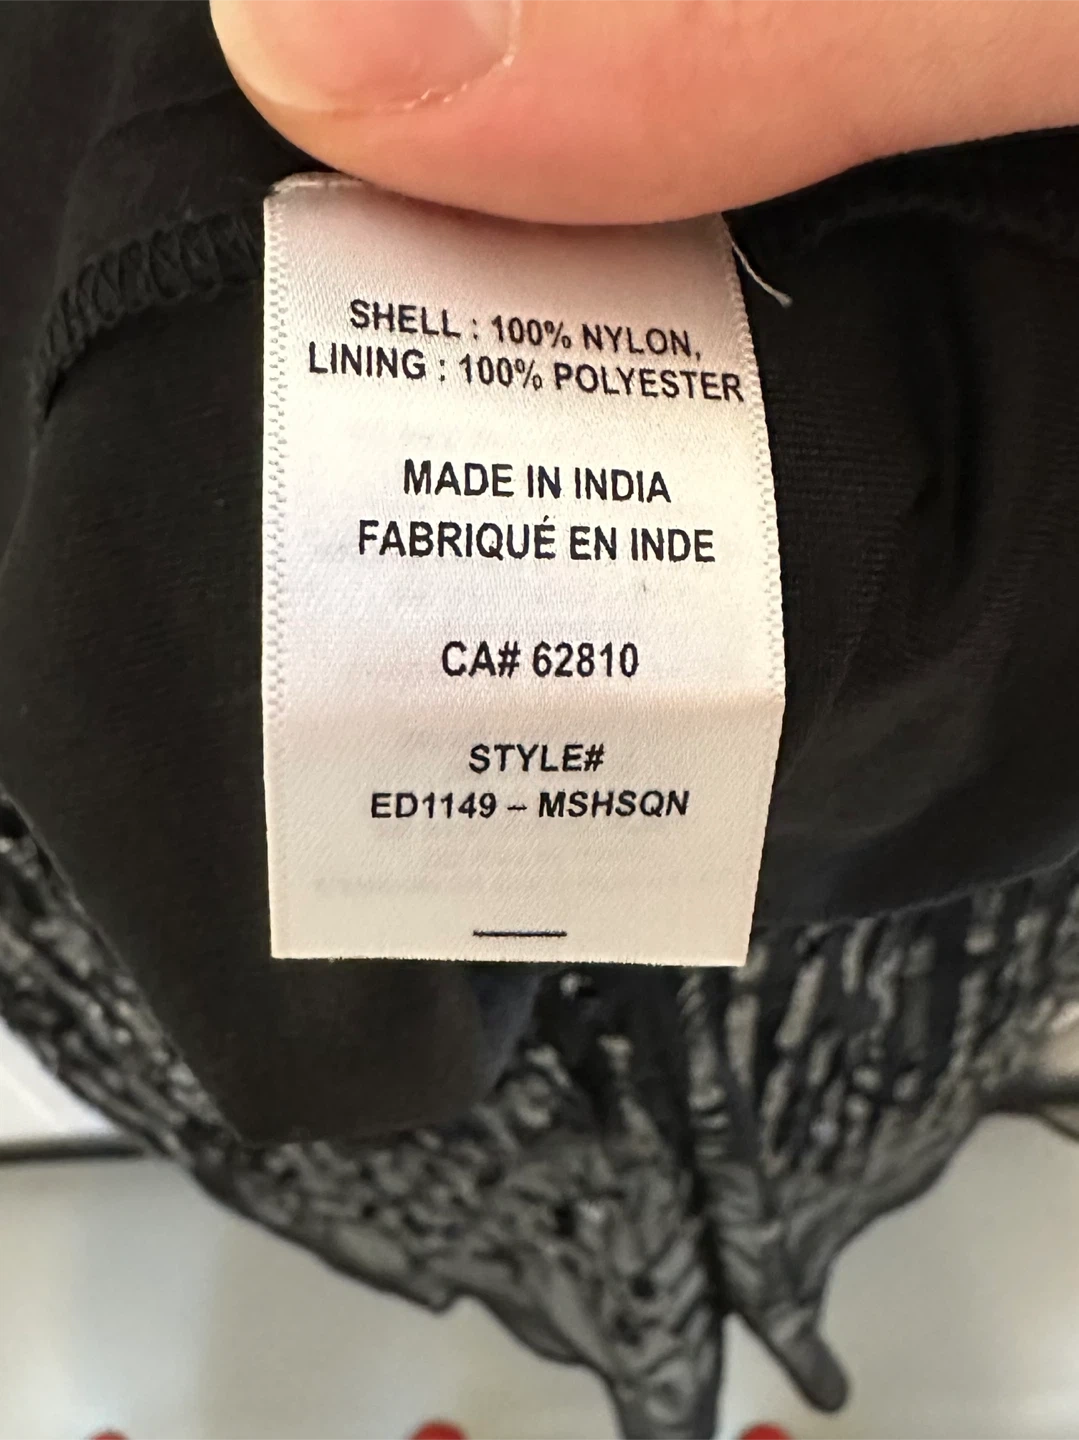 SHELL : 100% NYLON,
LINING : 100% POLYESTER
MADE IN INDIA
FABRIQUÉ EN INDE
CA# 62810
STYLE#
ED1149 – MSHSQN